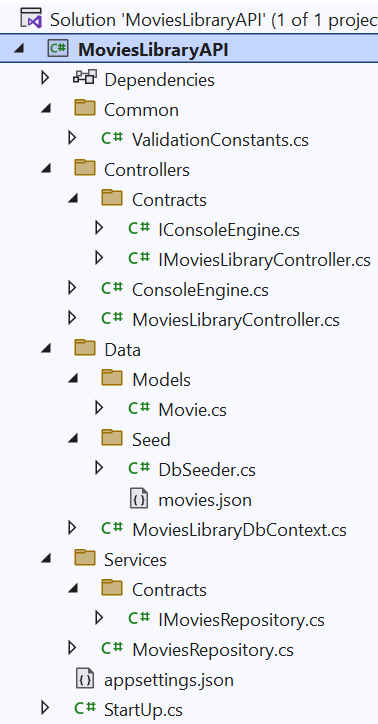 Solution 'MoviesLibraryAPI' (1 of 1 projec
MoviesLibraryAPI
Dependencies
Common
C# ValidationConstants.cs
Controllers
Contracts
C# IConsoleEngine.cs
C# IMoviesLibraryController.cs
C# ConsoleEngine.cs
C# MoviesLibraryController.cs
Data
Models
C# Movie.cs
Seed
C# DbSeeder.cs
movies.json
C# MoviesLibraryDbContext.cs
Services
Contracts
C# IMoviesRepository.cs
C# MoviesRepository.cs
appsettings.json
C# StartUp.cs